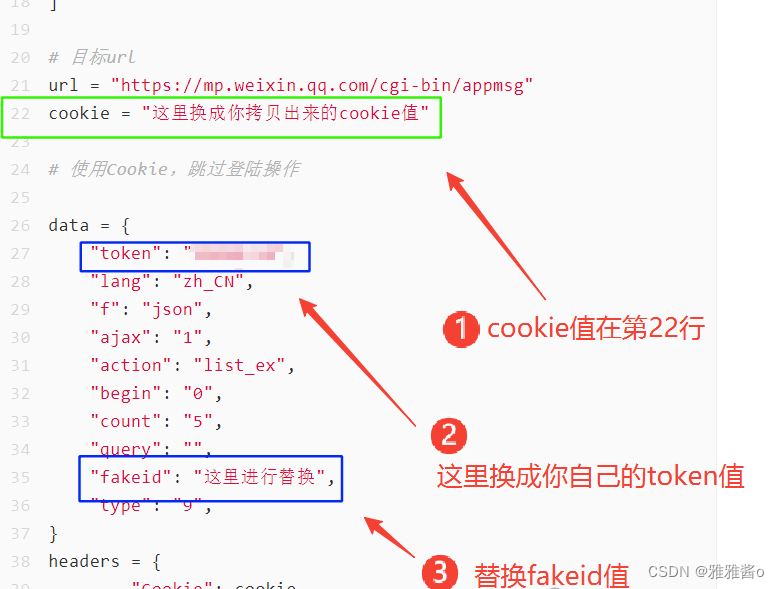 18 ]
19
20 # 目标url
21 url = "https://mp.weixin.qq.com/cgi-bin/appmsg"
22 cookie = "这里换成你拷贝出来的cookie值"
23
24 # 使用Cookie，跳过登陆操作
25
26 data = {
27 "token": "
28 "lang": "zh_CN",
29 "f": "json",
30 "ajax": "1",
31 "action": "list_ex",
32 "begin": "0",
33 "count": "5",
34 "query": "",
35 "fakeid": "这里进行替换",
36 "type": "9",
37 }
38 headers = {
39 "Cookie": cookie
1 cookie值在第22行
2 这里换成你自己的token值
3 替换fakeid值
CSDN @雅雅酱o